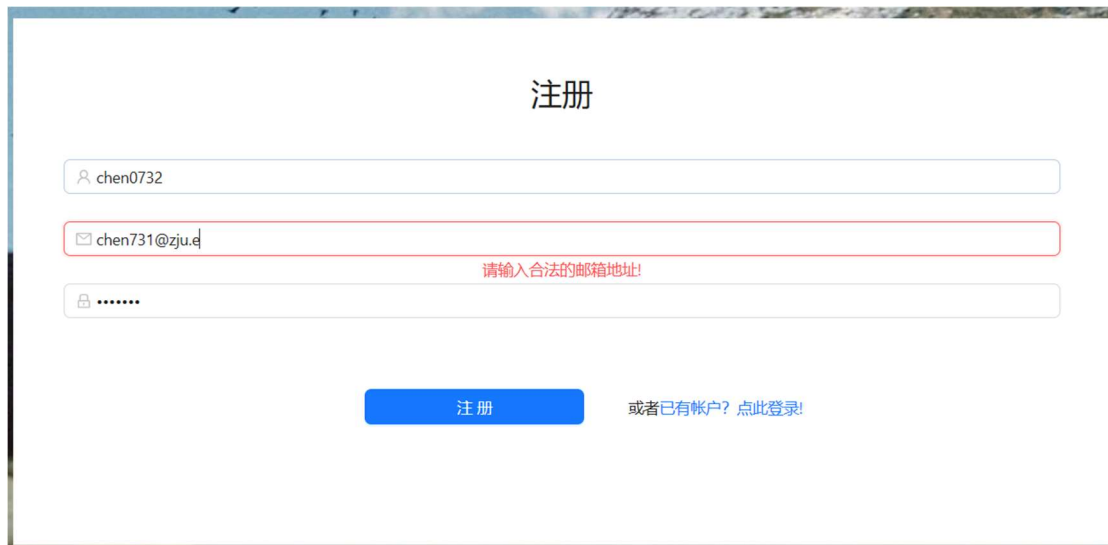 注册
chen0732
chen731@zju.e
请输入合法的邮箱地址!
•••••••
注 册
或者已有帐户？点此登录!